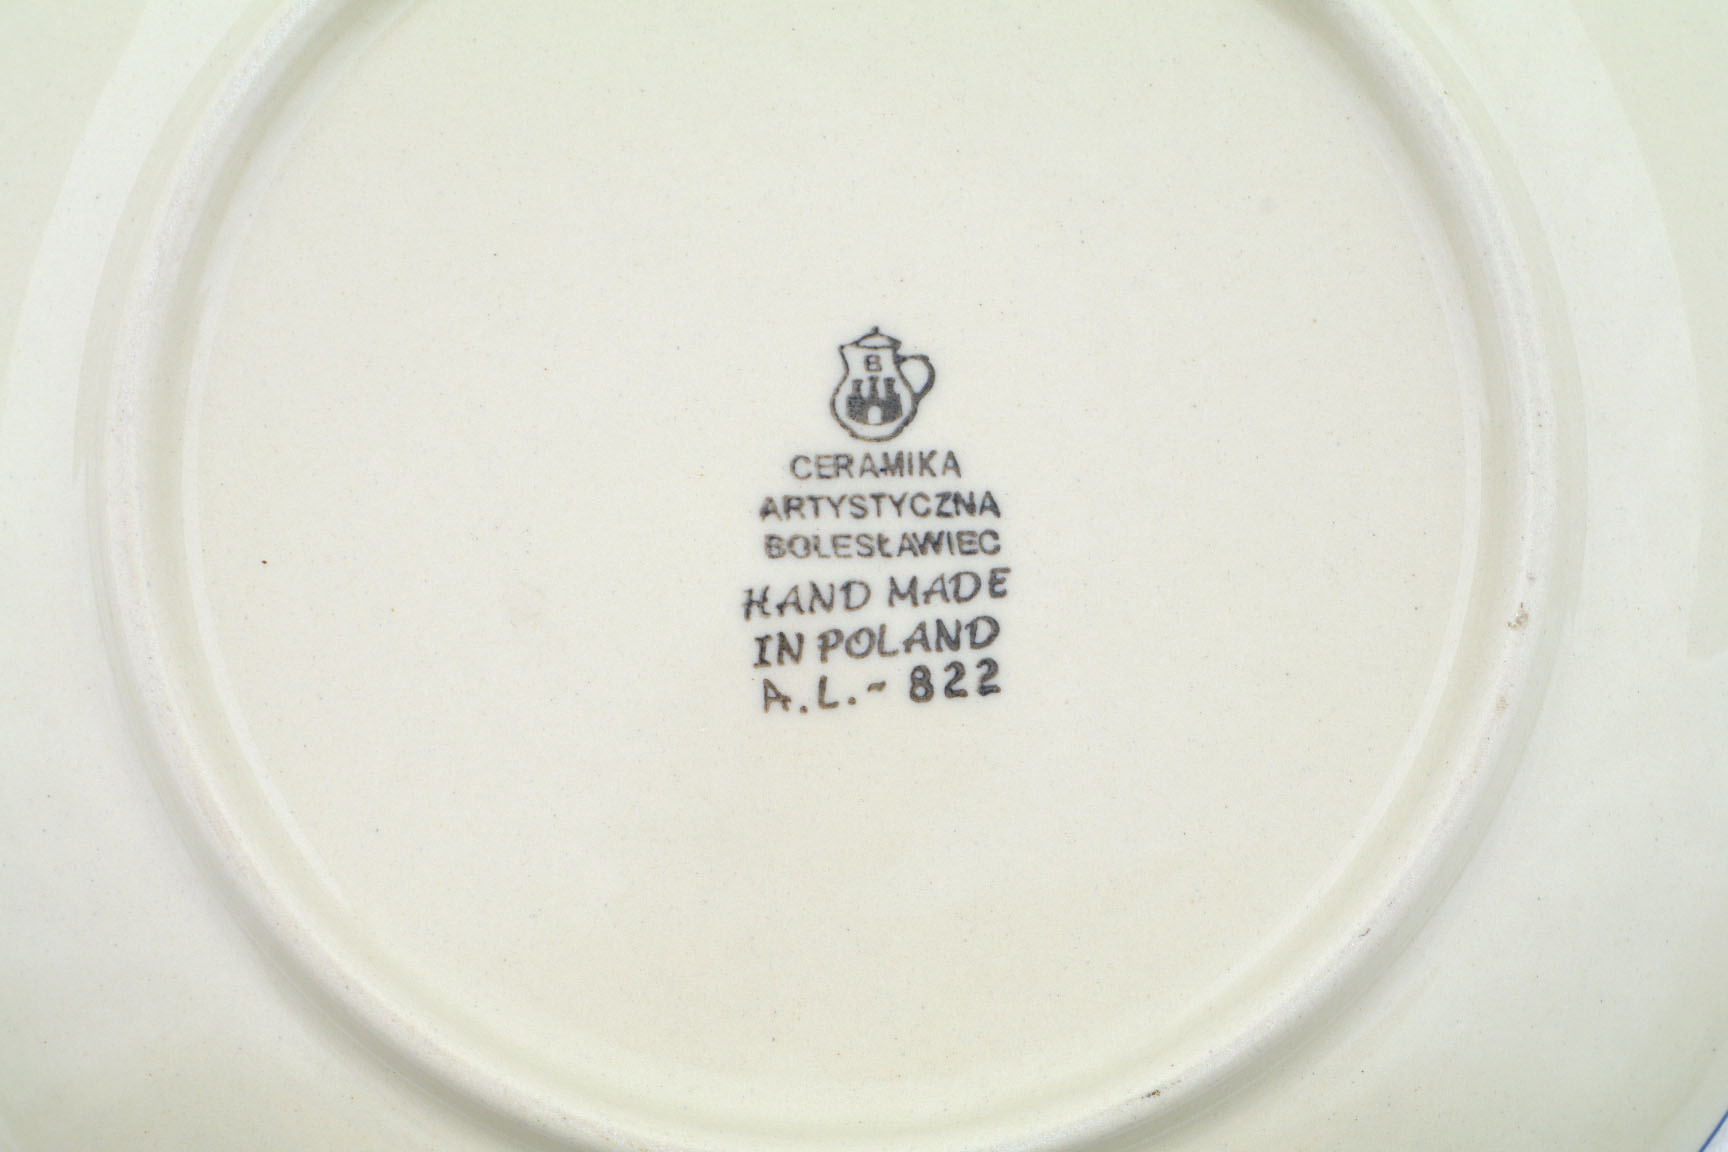 B
CERAMIKA
ARTYSTYCZNA
BOLESŁAWIEC
HAND MADE
IN POLAND
A.L.- 822